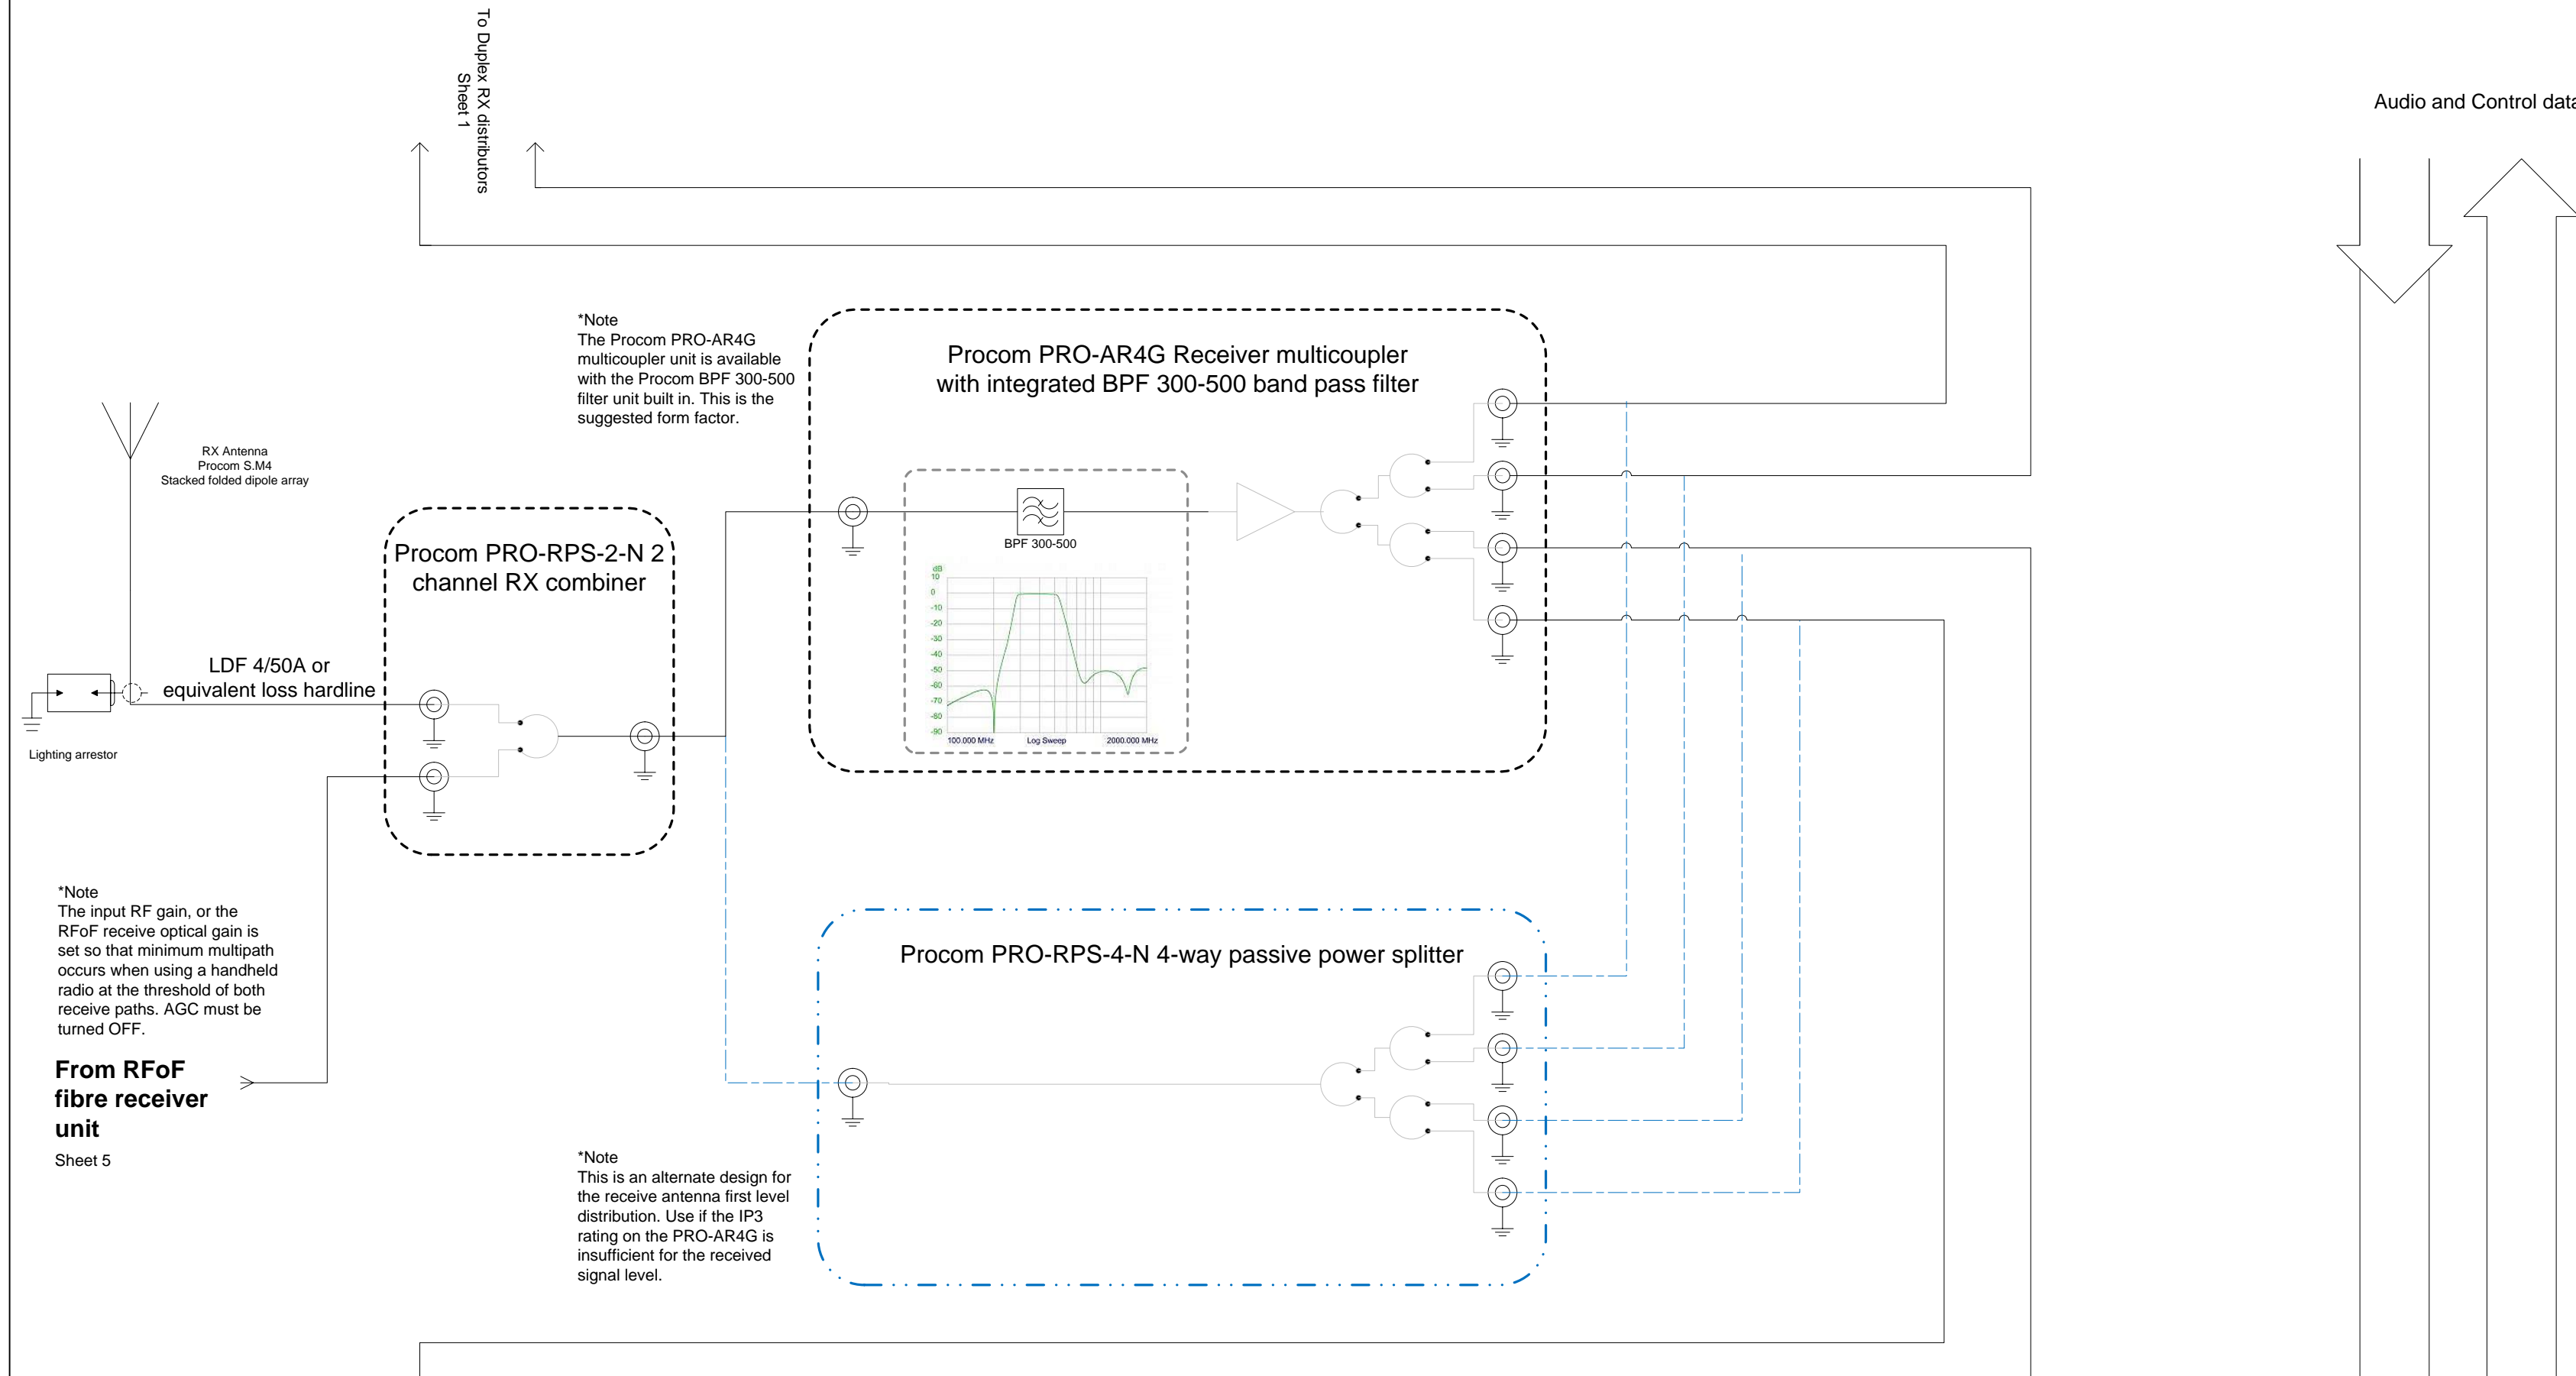 To Duplex RX distributors
Sheet 1
Audio and Control data
*Note
The Procom PRO-AR4G
multicoupler unit is available
with the Procom BPF 300-500
filter unit built in. This is the
suggested form factor.
Procom PRO-AR4G Receiver multicoupler
with integrated BPF 300-500 band pass filter
RX Antenna
Procom S.M4
Stacked folded dipole array
Procom PRO-RPS-2-N 2
channel RX combiner
BPF 300-500
dB
10
0
-10
-20
-30
-40
-50
-60
-70
-80
-90
100.000 MHz
Log Sweep
2000.000 MHz
LDF 4/50A or
equivalent loss hardline
Lighting arrestor
*Note
The input RF gain, or the
RFoF receive optical gain is
set so that minimum multipath
occurs when using a handheld
radio at the threshold of both
receive paths. AGC must be
turned OFF.
From RFoF
fibre receiver
unit
Sheet 5
Procom PRO-RPS-4-N 4-way passive power splitter
*Note
This is an alternate design for
the receive antenna first level
distribution. Use if the IP3
rating on the PRO-AR4G is
insufficient for the received
signal level.